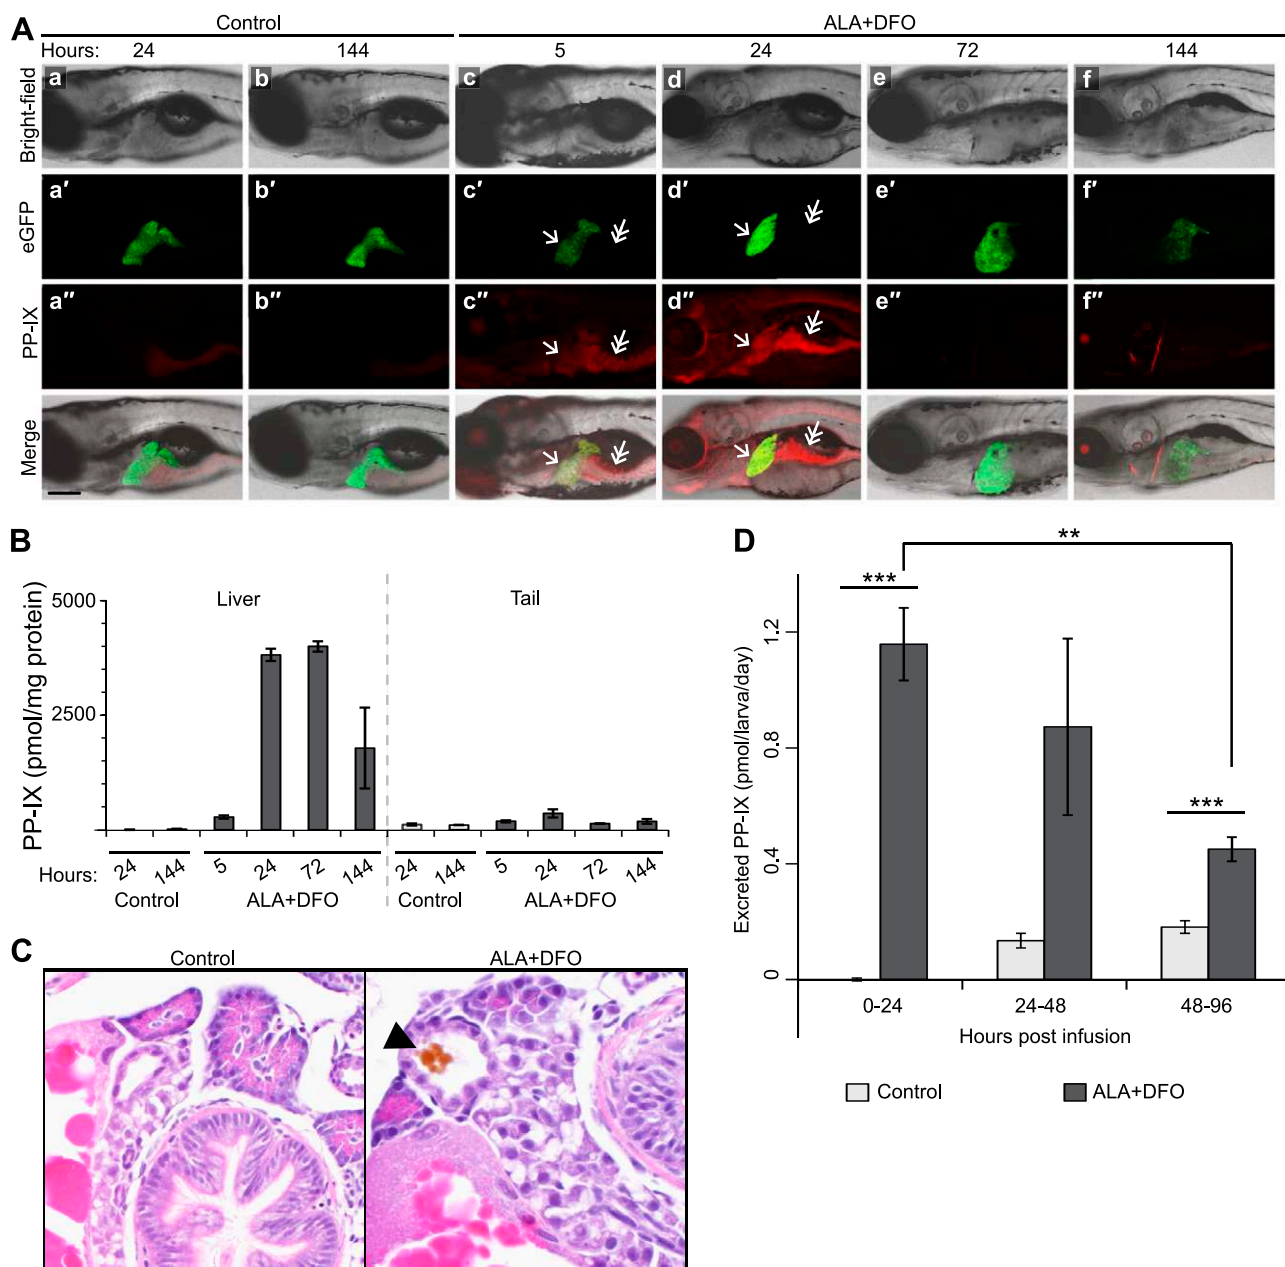 A
Control
ALA+DFO
Hours: 24 144 5 24 72 144
Bright-field
a b c d e f
eGFP
a′ b′ c′ d′ e′ f′
PP-IX
a″ b″ c″ d″ e″ f″
Merge
B
PP-IX (pmol/mg protein)
Liver Tail
5000
2500
Hours: 24 144 5 24 72 144 24 144 5 24 72 144
Control ALA+DFO Control ALA+DFO
C
Control ALA+DFO
D
**
***
***
Excreted PP-IX (pmol/larva/day)
1.2
0.8
0.4
0
0-24 24-48 48-96
Hours post infusion
Control ALA+DFO